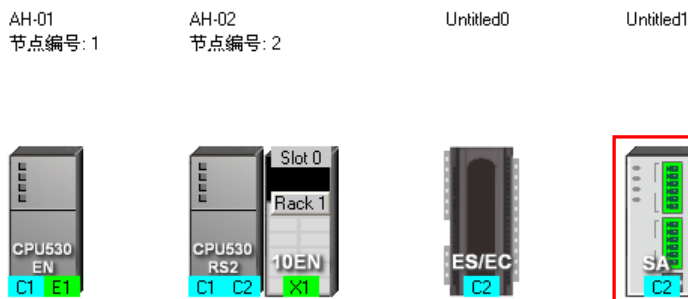 AH-01
节点编号: 1
AH-02
节点编号: 2
Untitled0
Untitled1
CPU530
EN
C1 E1
Slot 0
Rack 1
CPU530
RS2
10EN
C1 C2
X1
ES/EC
C2
SA
C2